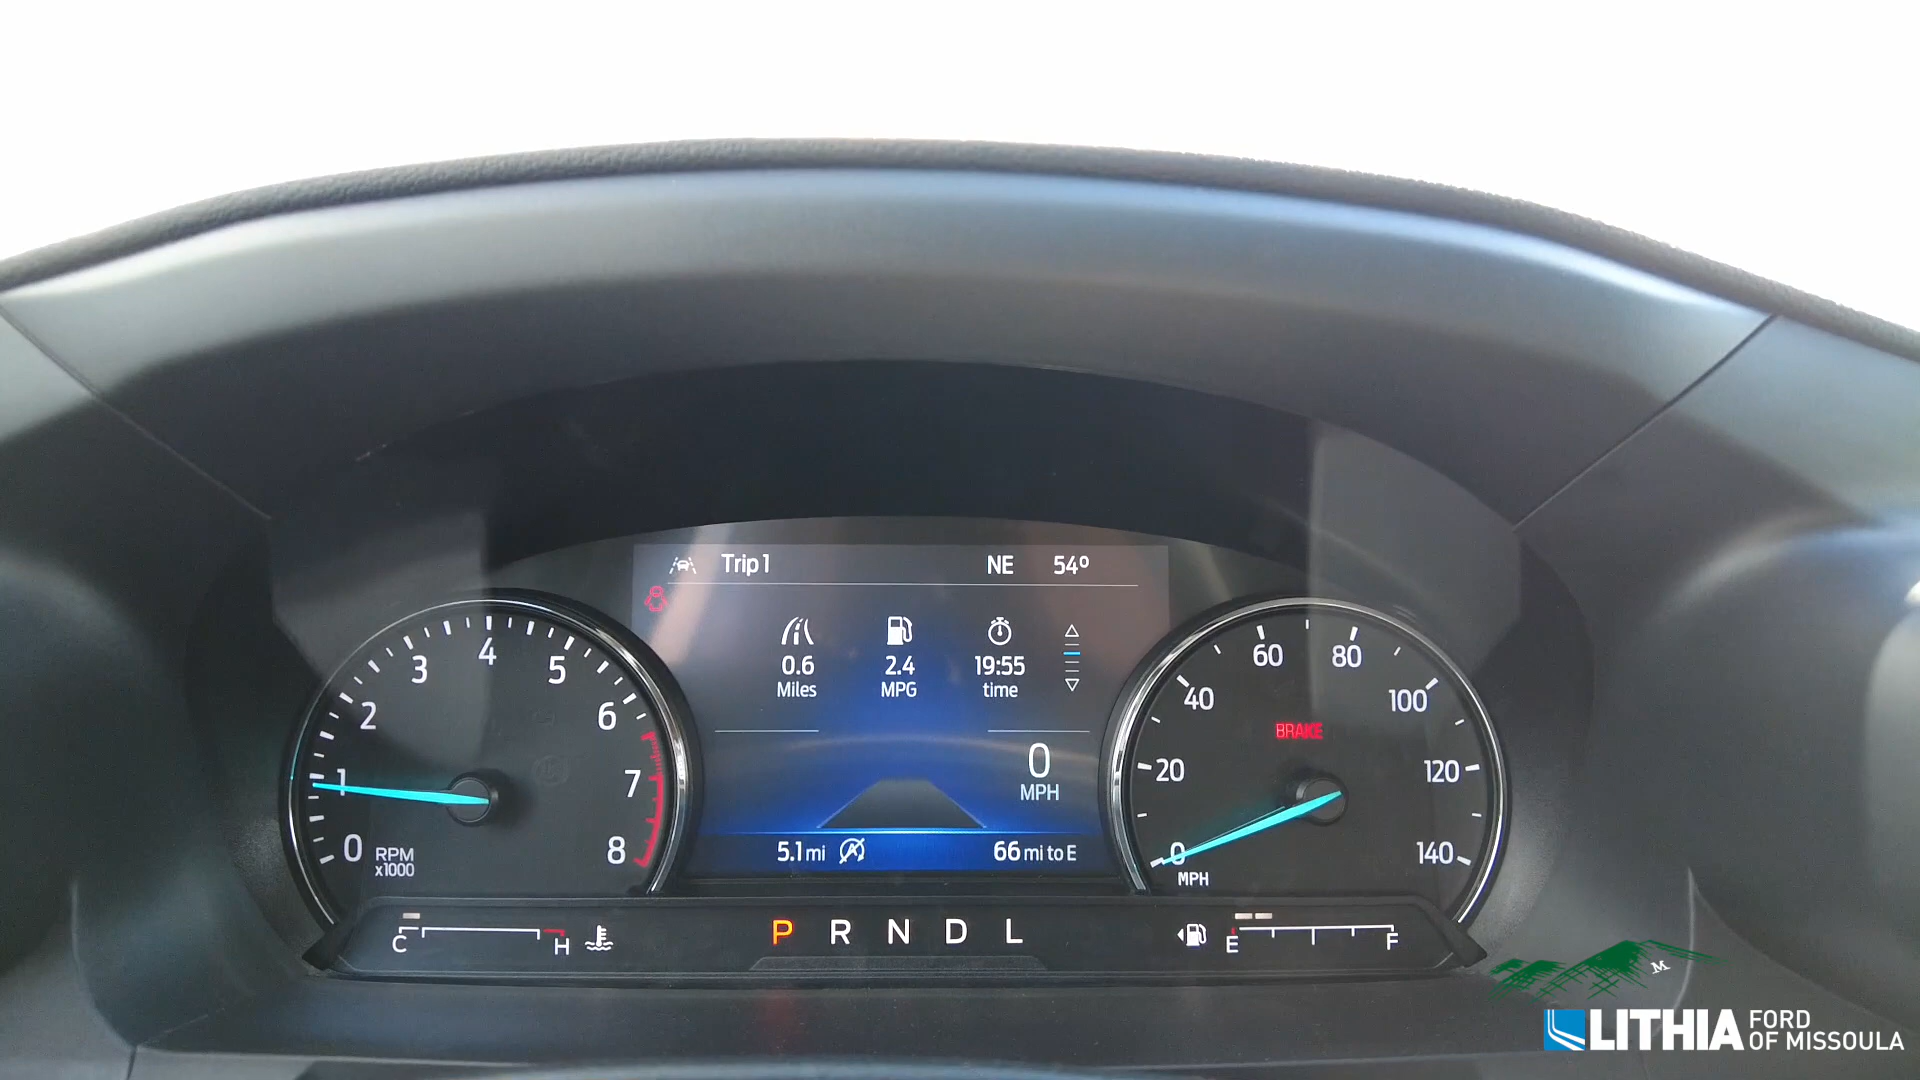 Trip 1 NE 54º
0.6 2.4 19:55
Miles MPG time
0 MPH
5.1 mi 66 mi to E
0 1 2 3 4 5 6 7 8
RPM
x1000
0 20 40 60 80 100 120 140
BRAKE
MPH
C H
P R N D L
E F
M
LITHIA FORD
OF MISSOULA